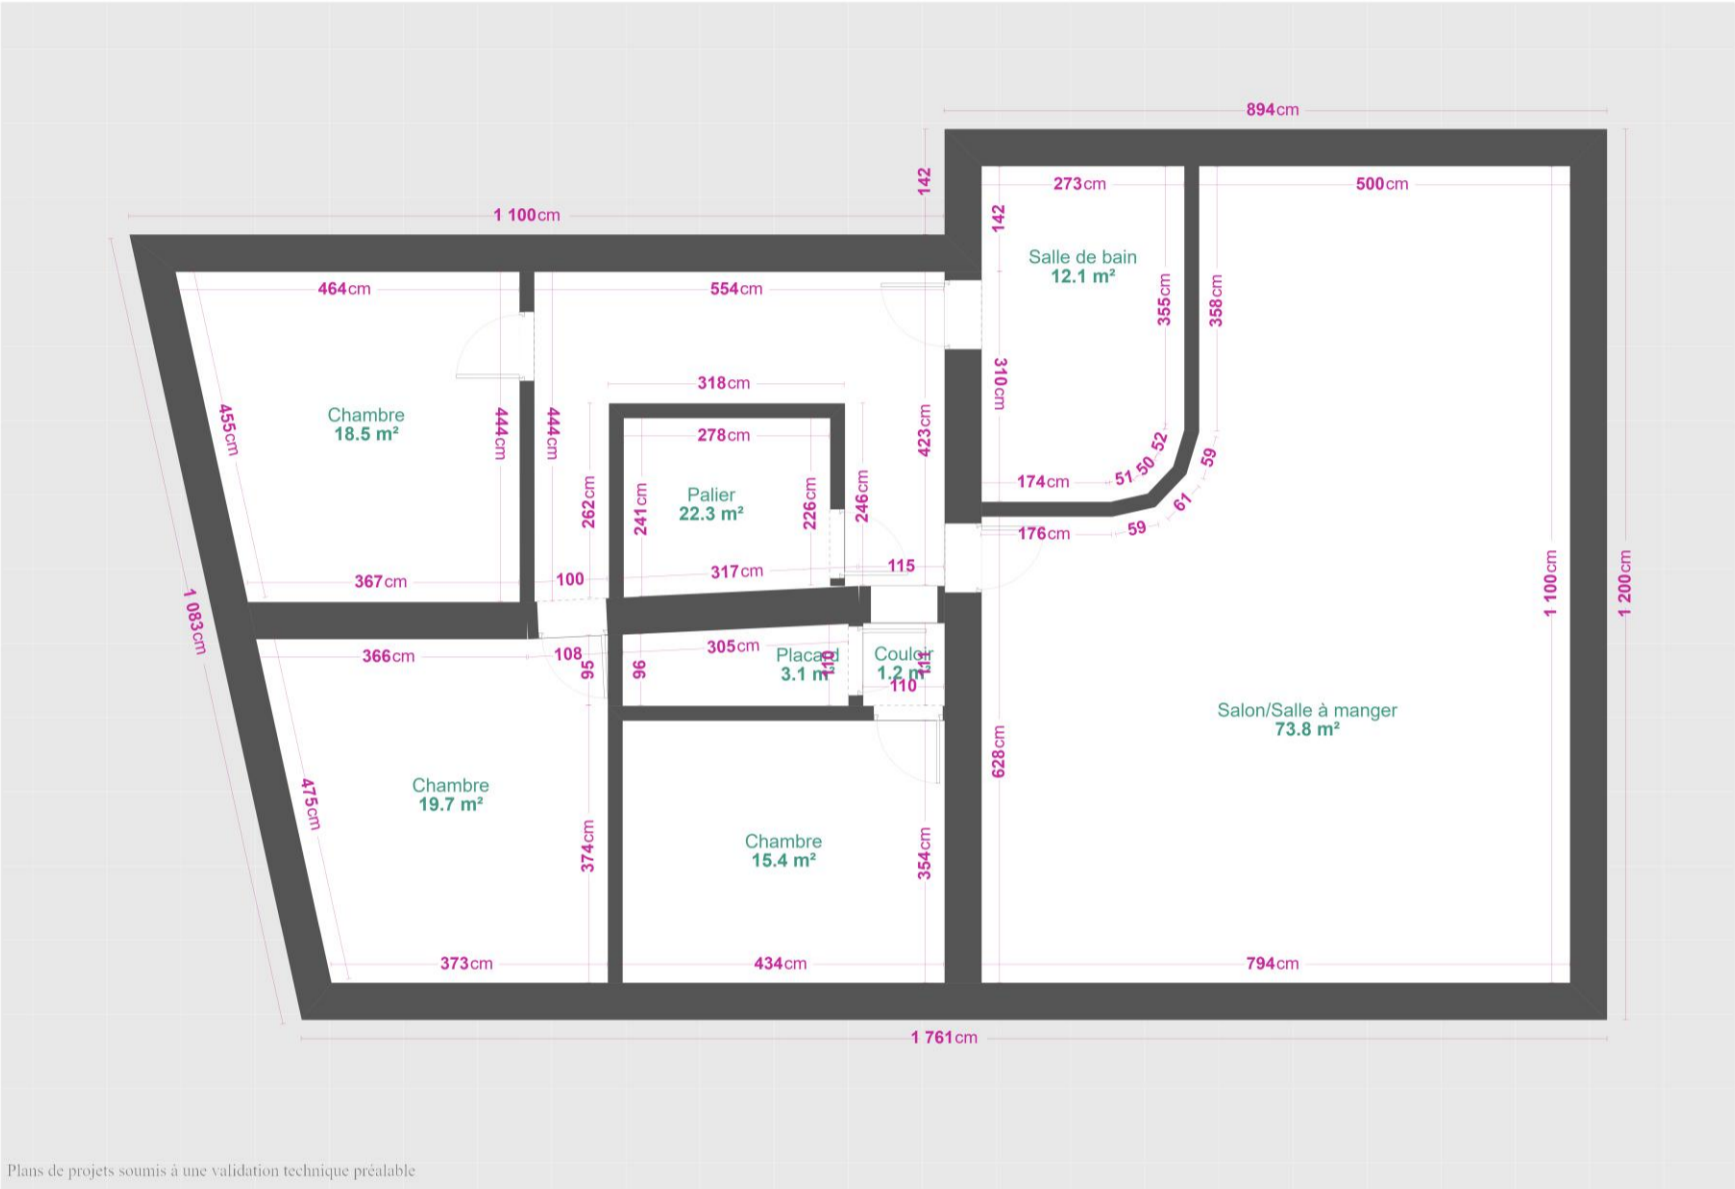 894cm
142
273cm
500cm
1 100cm
142
Salle de bain
12.1 m²
464cm
554cm
355cm
358cm
310cm
318cm
Chambre
18.5 m²
455cm
444cm
444cm
423cm
278cm
52
59
51
50
174cm
Palier
22.3 m²
262cm
241cm
226cm
246cm
61
59
176cm
115
317cm
100
367cm
1 100cm
1 200cm
1 083cm
366cm
108
95
96
305cm
Placard
3.1 m²
110
Couloir
1.2 m²
111
110
Salon/Salle à manger
73.8 m²
628cm
Chambre
19.7 m²
475cm
374cm
Chambre
15.4 m²
354cm
373cm
434cm
794cm
1 761cm
Plans de projets soumis à une validation technique préalable